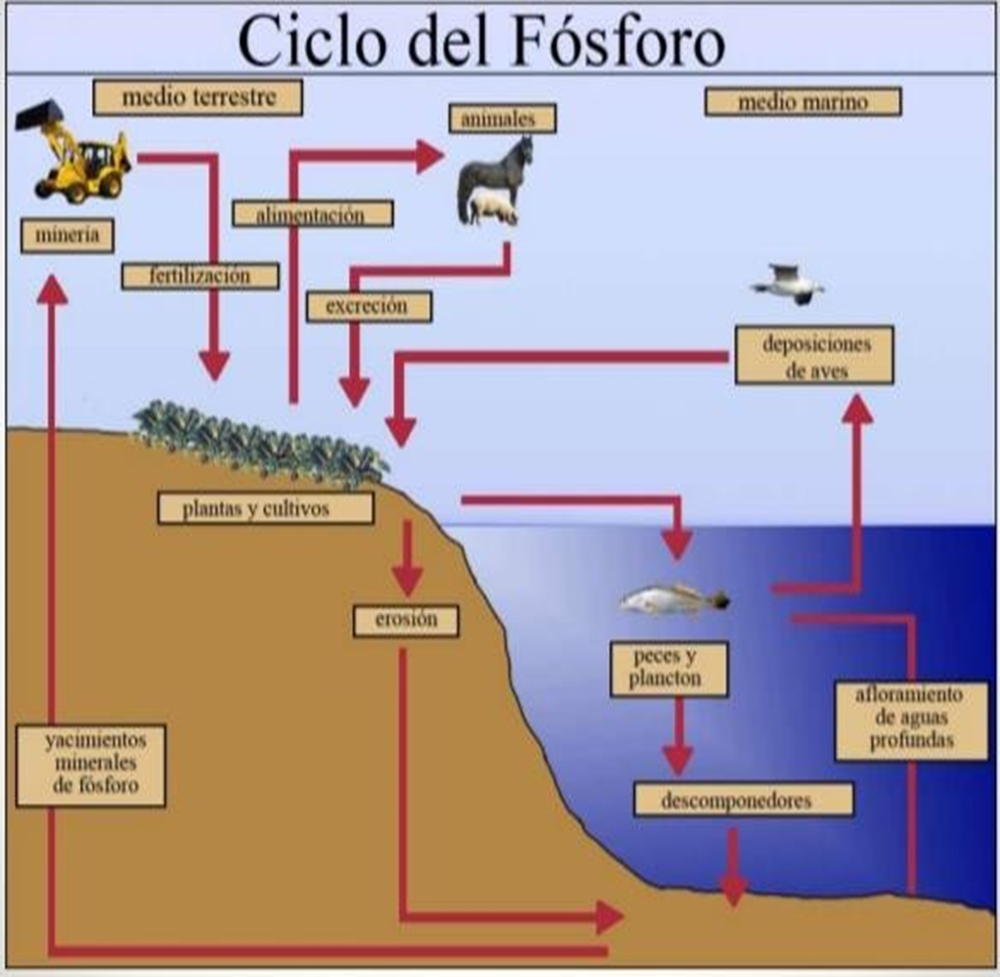 Ciclo del Fósforo
medio terrestre
medio marino
animales
alimentación
minería
fertilización
excreción
deposiciones
de aves
plantas y cultivos
erosión
peces y
plancton
afloramiento
de aguas
profundas
yacimientos
minerales
de fósforo
descomponedores